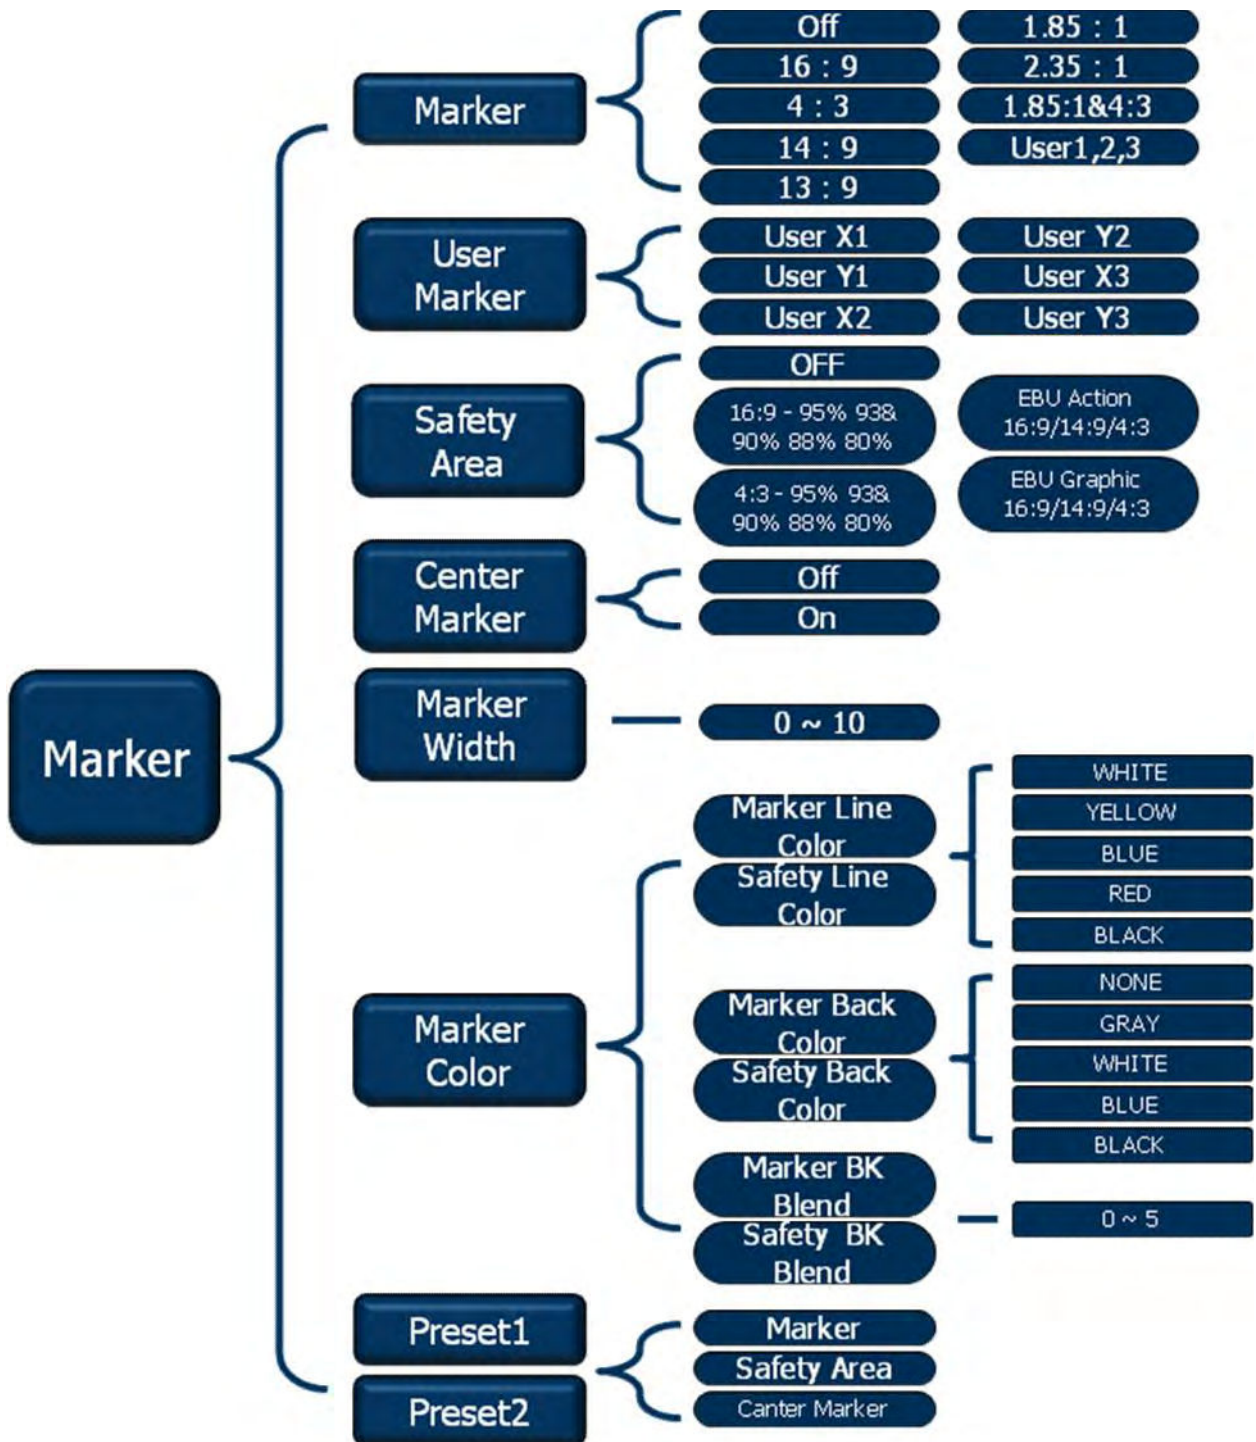 Marker
Marker
Off
16 : 9
4 : 3
14 : 9
13 : 9
1.85 : 1
2.35 : 1
1.85:1&4:3
User1,2,3
User
Marker
User X1
User Y1
User X2
User Y2
User X3
User Y3
Safety
Area
OFF
16:9 - 95% 93&
90% 88% 80%
4:3 - 95% 93&
90% 88% 80%
EBU Action
16:9/14:9/4:3
EBU Graphic
16:9/14:9/4:3
Center
Marker
Off
On
Marker
Width
0 ~ 10
Marker
Color
Marker Line
Color
Safety Line
Color
WHITE
YELLOW
BLUE
RED
BLACK
Marker Back
Color
Safety Back
Color
NONE
GRAY
WHITE
BLUE
BLACK
Marker BK
Blend
Safety BK
Blend
0 ~ 5
Preset1
Preset2
Marker
Safety Area
Canter Marker